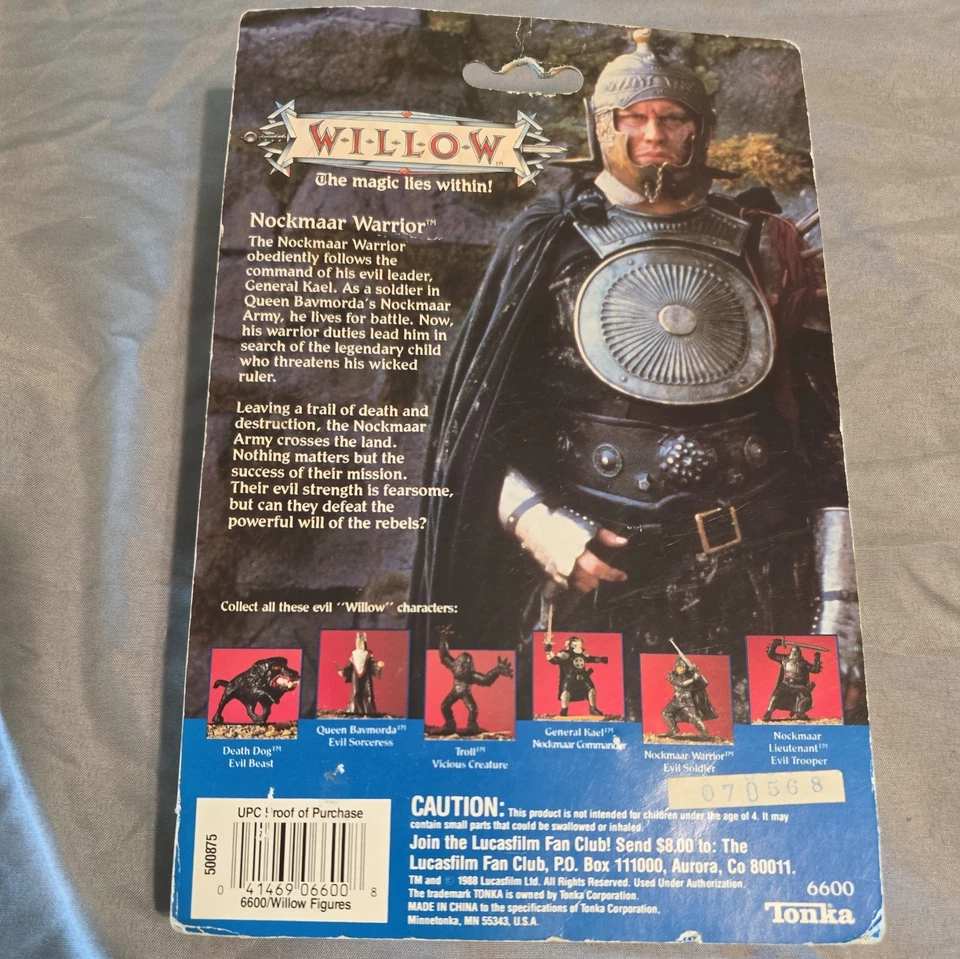 W·I·L·L·O·W™
The magic lies within!
Nockmaar Warrior™
The Nockmaar Warrior
obediently follows the
command of his evil leader,
General Kael. As a soldier in
Queen Bavmorda's Nockmaar
Army, he lives for battle. Now,
his warrior duties lead him in
search of the legendary child
who threatens his wicked
ruler.
Leaving a trail of death and
destruction, the Nockmaar
Army crosses the land.
Nothing matters but the
success of their mission.
Their evil strength is fearsome,
but can they defeat the
powerful will of the rebels?
Collect all these evil "Willow" characters:
Death Dog™
Evil Beast
Queen Bavmorda™
Evil Sorceress
Troll™
Vicious Creature
General Kael™
Nockmaar Commander
Nockmaar Warrior™
Evil Soldier
Nockmaar
Lieutenant™
Evil Trooper
070568
UPC Proof of Purchase
500875
0 41469 06600 8
6600/Willow Figures
CAUTION: This product is not intended for children under the age of 4. It may
contain small parts that could be swallowed or inhaled.
Join the Lucasfilm Fan Club! Send $8.00 to: The
Lucasfilm Fan Club, P.O. Box 111000, Aurora, Co 80011.
TM and © 1988 Lucasfilm Ltd. All Rights Reserved. Used Under Authorization.
The trademark TONKA is owned by Tonka Corporation.
MADE IN CHINA to the specifications of Tonka Corporation,
Minnetonka, MN 55343, U.S.A.
6600
Tonka